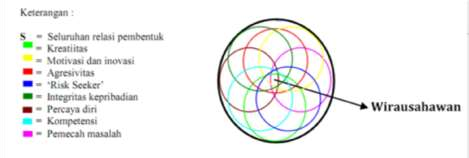 Keterangan :
S = Seluruhan relasi pembentuk
= Kreatiitas
= Motivasi dan inovasi
= Agresivitas
= 'Risk Seeker'
= Integritas kepribadian
= Percaya diri
= Kompetensi
= Pemecah masalah
Wirausahawan